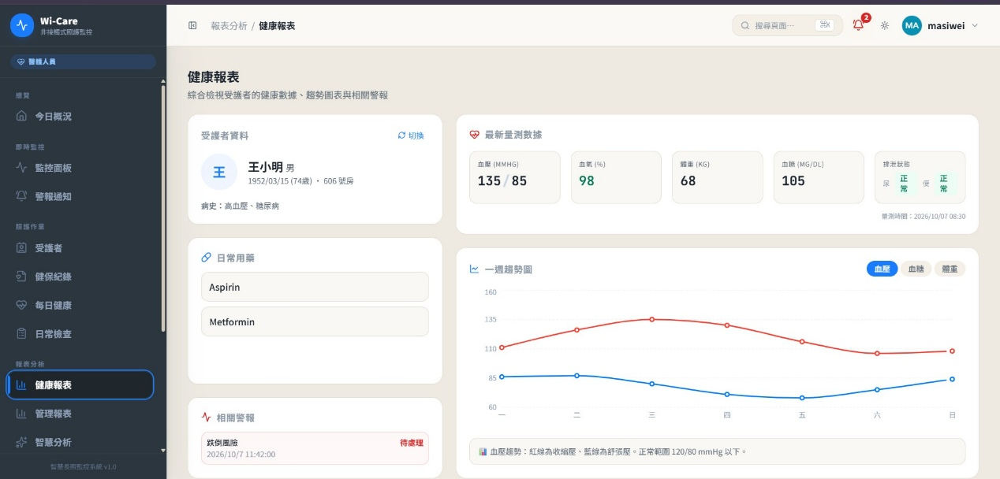 Wi-Care
非接觸式照護監控
醫護人員
總覽
今日概況
即時監控
監控面板
警報通知
照護作業
受護者
健保紀錄
每日健康
日常檢查
報表分析
健康報表
管理報表
智慧分析
智慧長照監控系統 v1.0
報表分析 / 健康報表
搜尋頁面…
⌘K
2
MA
masiwei
健康報表
綜合檢視受護者的健康數據、趨勢圖表與相關警報
受護者資料
切換
王
王小明 男
1952/03/15 (74歲) · 606 號房
病史：高血壓、糖尿病
日常用藥
Aspirin
Metformin
相關警報
跌倒風險
待處理
2026/10/7 11:42:00
最新量測數據
血壓 (MMHG)
135 / 85
血氧 (%)
98
體重 (KG)
68
血糖 (MG/DL)
105
排泄狀態
尿 正常 便 正常
量測時間：2026/10/07 08:30
一週趨勢圖
血壓 血糖 體重
160
135
110
85
60
一 二 三 四 五 六 日
血壓趨勢：紅線為收縮壓、藍線為舒張壓。正常範圍 120/80 mmHg 以下。